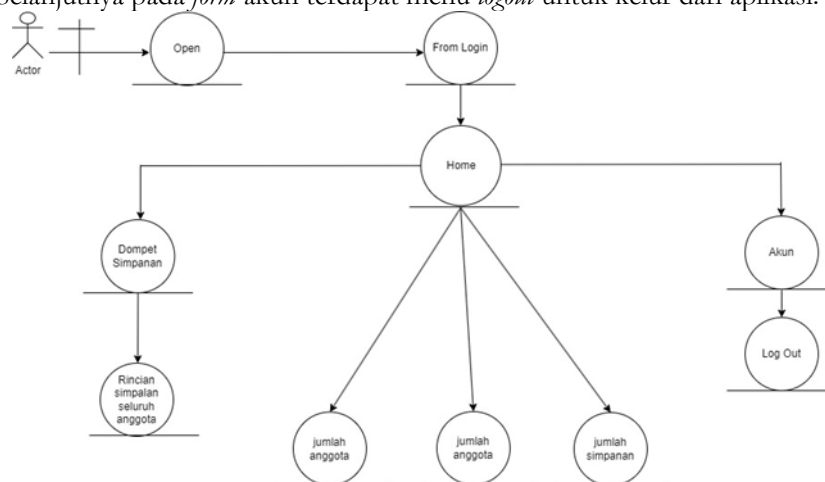 Selanjutnya pada form akun terdapat menu logout untuk kelur dari aplikasi.
Actor
Open
From Login
Home
Dompet
Simpanan
Akun
Rincian
simpalan
seluruh
anggota
Log Out
jumlah
anggota
jumlah
anggota
jumlah
simpanan